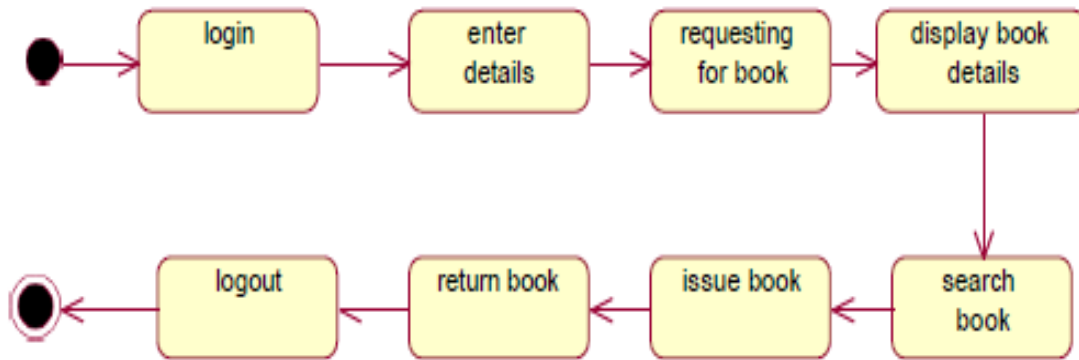 login
enter
details
requesting
for book
display book
details
search
book
issue book
return book
logout